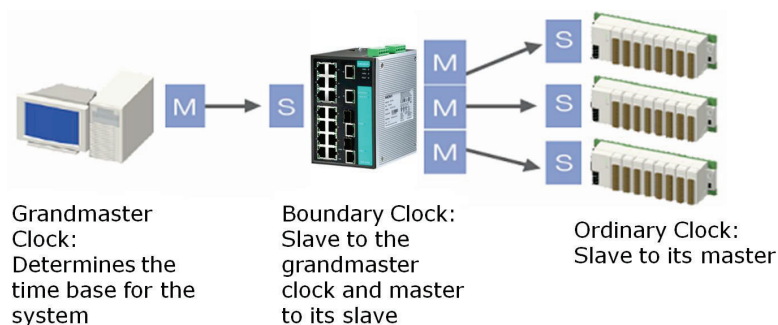 M
S
M
M
M
S
S
S
Grandmaster
Clock:
Determines the
time base for the
system
Boundary Clock:
Slave to the
grandmaster
clock and master
to its slave
Ordinary Clock:
Slave to its master